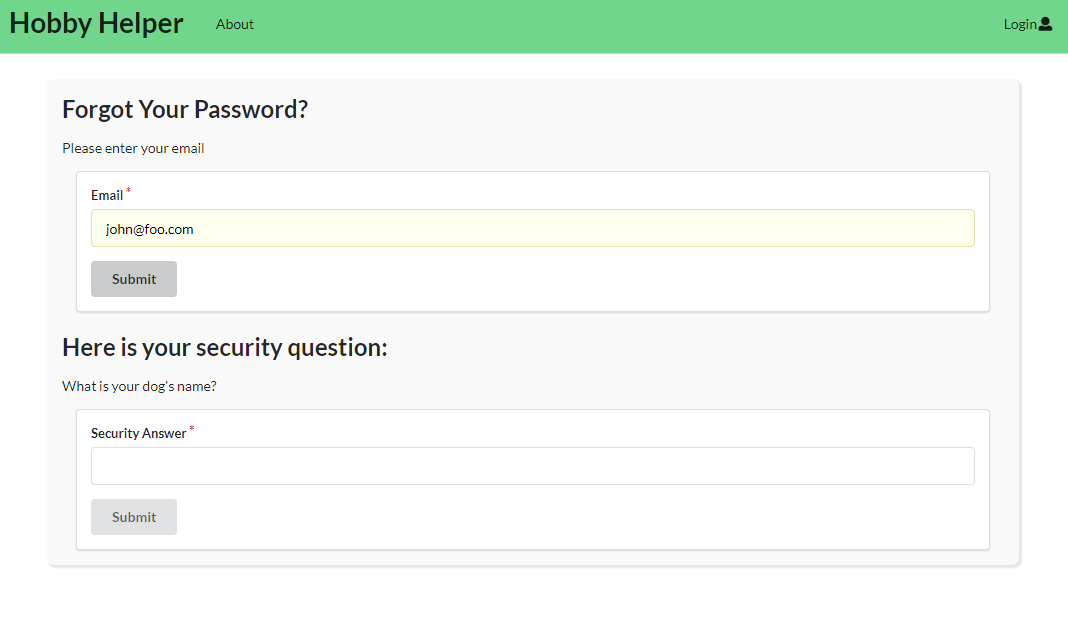 Hobby Helper About Login
Forgot Your Password?
Please enter your email
Email *
john@foo.com
Submit
Here is your security question:
What is your dog's name?
Security Answer *
Submit